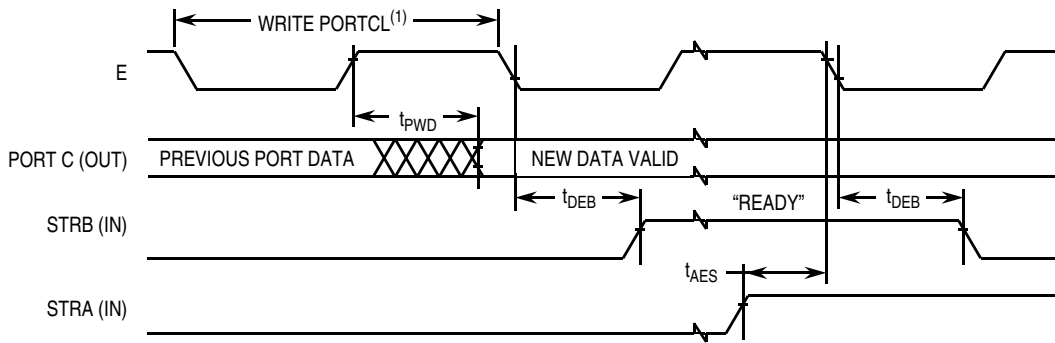 WRITE PORTCL(1)
E
tPWD
PORT C (OUT)
PREVIOUS PORT DATA
NEW DATA VALID
tDEB
"READY"
tDEB
STRB (IN)
tAES
STRA (IN)